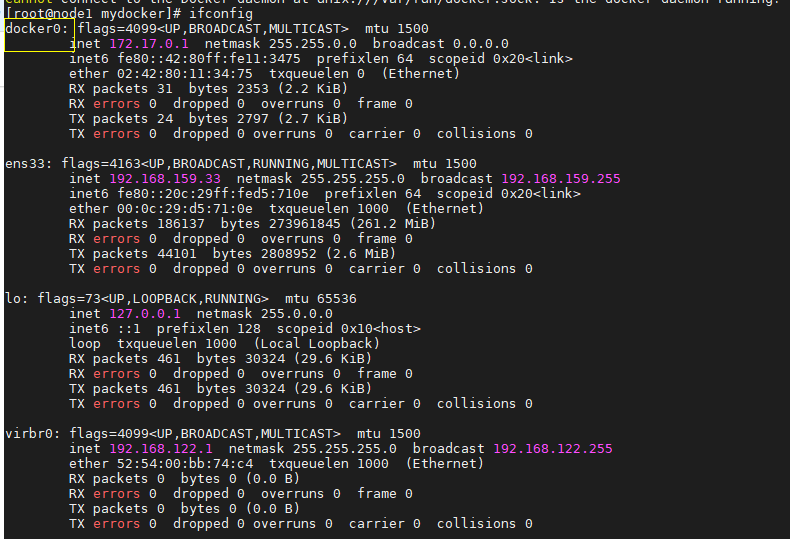 Cannot connect to the Docker daemon at unix:///var/run/docker.sock. Is the docker daemon running?
[root@node1 mydocker]# ifconfig
docker0: flags=4099<UP,BROADCAST,MULTICAST>  mtu 1500
        inet 172.17.0.1  netmask 255.255.0.0  broadcast 0.0.0.0
        inet6 fe80::42:80ff:fe11:3475  prefixlen 64  scopeid 0x20<link>
        ether 02:42:80:11:34:75  txqueuelen 0  (Ethernet)
        RX packets 31  bytes 2353 (2.2 KiB)
        RX errors 0  dropped 0  overruns 0  frame 0
        TX packets 24  bytes 2797 (2.7 KiB)
        TX errors 0  dropped 0 overruns 0  carrier 0  collisions 0
ens33: flags=4163<UP,BROADCAST,RUNNING,MULTICAST>  mtu 1500
        inet 192.168.159.33  netmask 255.255.255.0  broadcast 192.168.159.255
        inet6 fe80::20c:29ff:fed5:710e  prefixlen 64  scopeid 0x20<link>
        ether 00:0c:29:d5:71:0e  txqueuelen 1000  (Ethernet)
        RX packets 186137  bytes 273961845 (261.2 MiB)
        RX errors 0  dropped 0  overruns 0  frame 0
        TX packets 44101  bytes 2808952 (2.6 MiB)
        TX errors 0  dropped 0 overruns 0  carrier 0  collisions 0
lo: flags=73<UP,LOOPBACK,RUNNING>  mtu 65536
        inet 127.0.0.1  netmask 255.0.0.0
        inet6 ::1  prefixlen 128  scopeid 0x10<host>
        loop  txqueuelen 1000  (Local Loopback)
        RX packets 461  bytes 30324 (29.6 KiB)
        RX errors 0  dropped 0  overruns 0  frame 0
        TX packets 461  bytes 30324 (29.6 KiB)
        TX errors 0  dropped 0 overruns 0  carrier 0  collisions 0
virbr0: flags=4099<UP,BROADCAST,MULTICAST>  mtu 1500
        inet 192.168.122.1  netmask 255.255.255.0  broadcast 192.168.122.255
        ether 52:54:00:bb:74:c4  txqueuelen 1000  (Ethernet)
        RX packets 0  bytes 0 (0.0 B)
        RX errors 0  dropped 0  overruns 0  frame 0
        TX packets 0  bytes 0 (0.0 B)
        TX errors 0  dropped 0 overruns 0  carrier 0  collisions 0